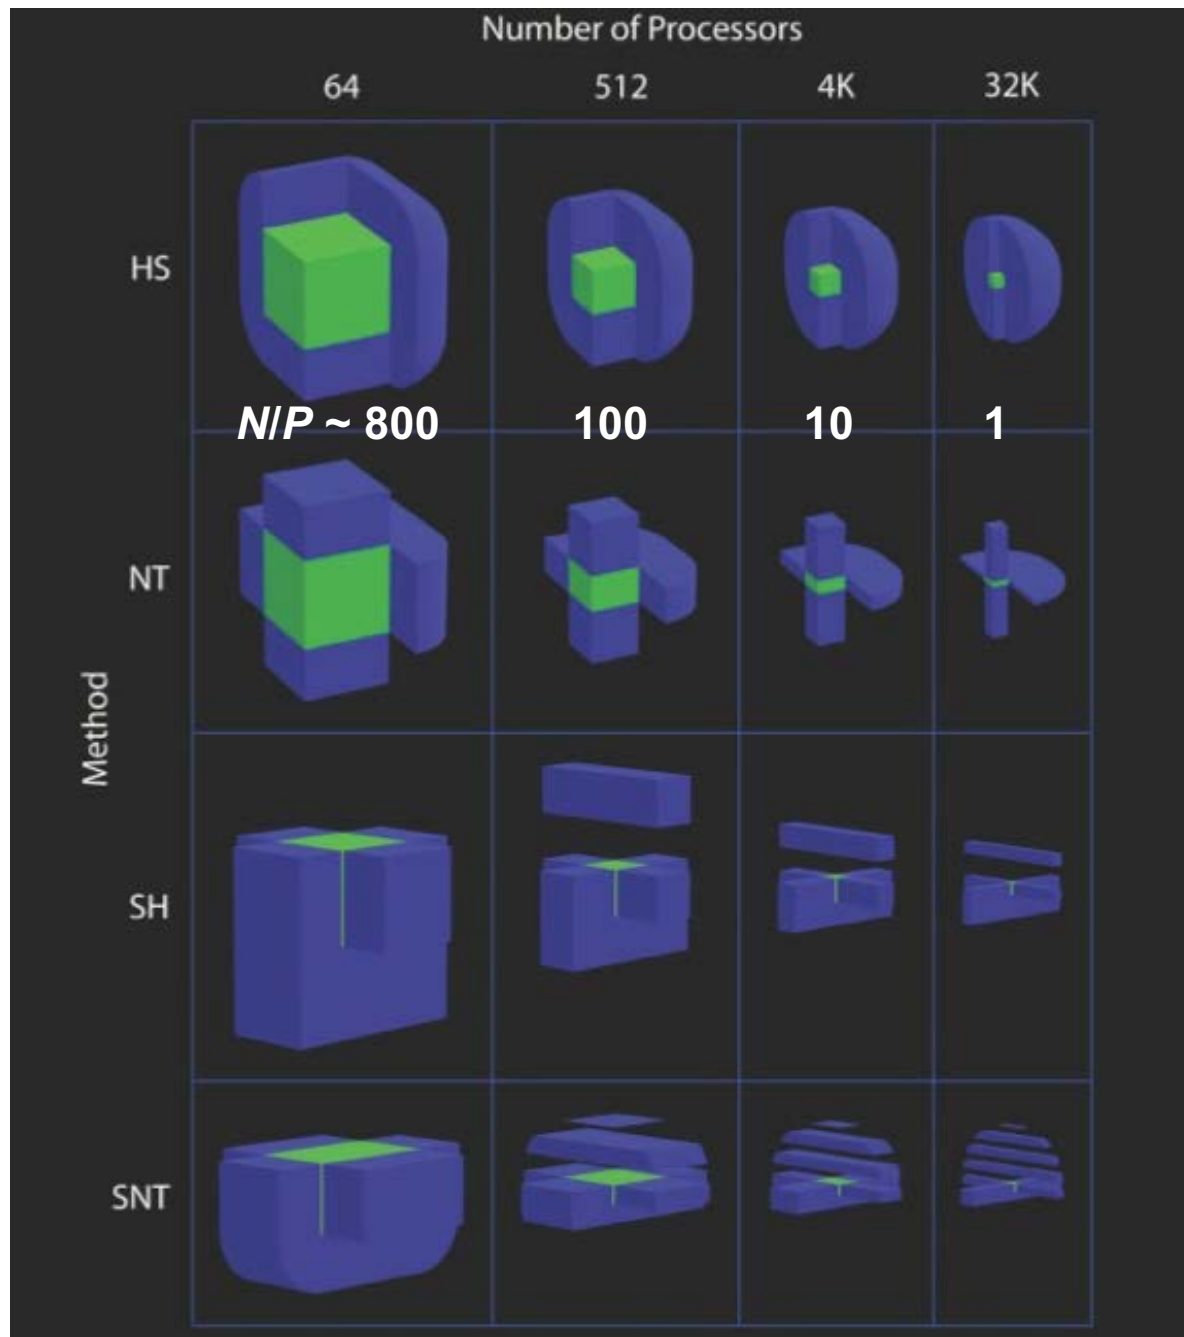 Number of Processors
64 512 4K 32K
HS
N/P ~ 800 100 10 1
NT
Method
SH
SNT